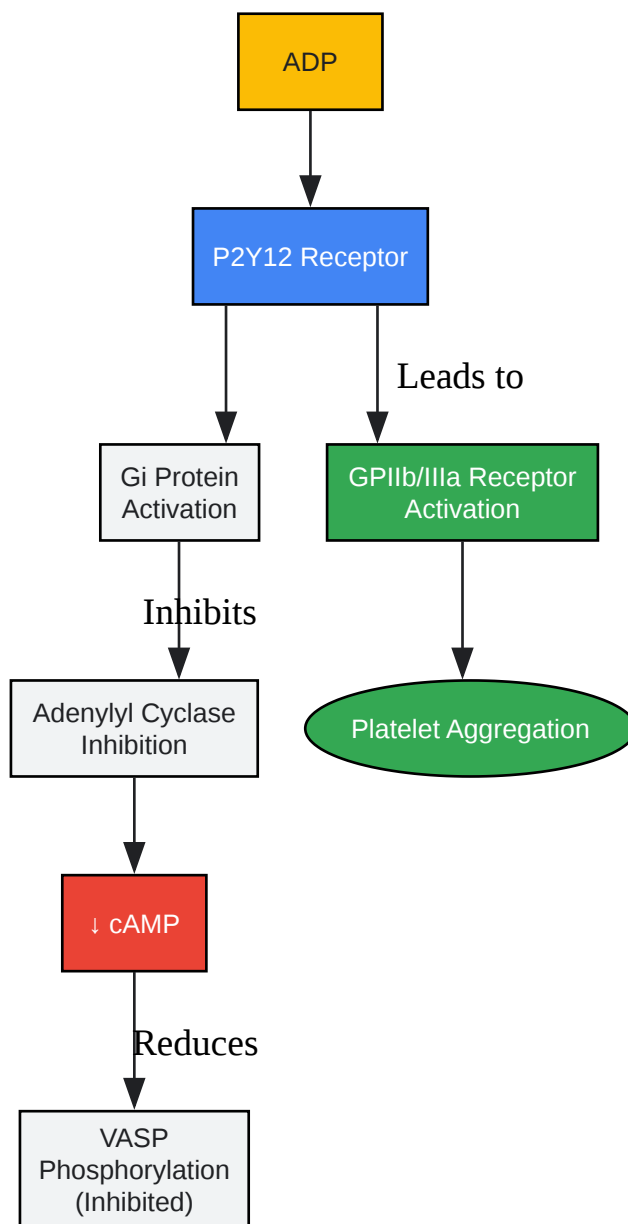 ADP
P2Y12 Receptor
Leads to
Gi Protein
Activation
GPIIb/IIIa Receptor
Activation
Inhibits
Adenylyl Cyclase
Inhibition
Platelet Aggregation
↓ cAMP
Reduces
VASP
Phosphorylation
(Inhibited)